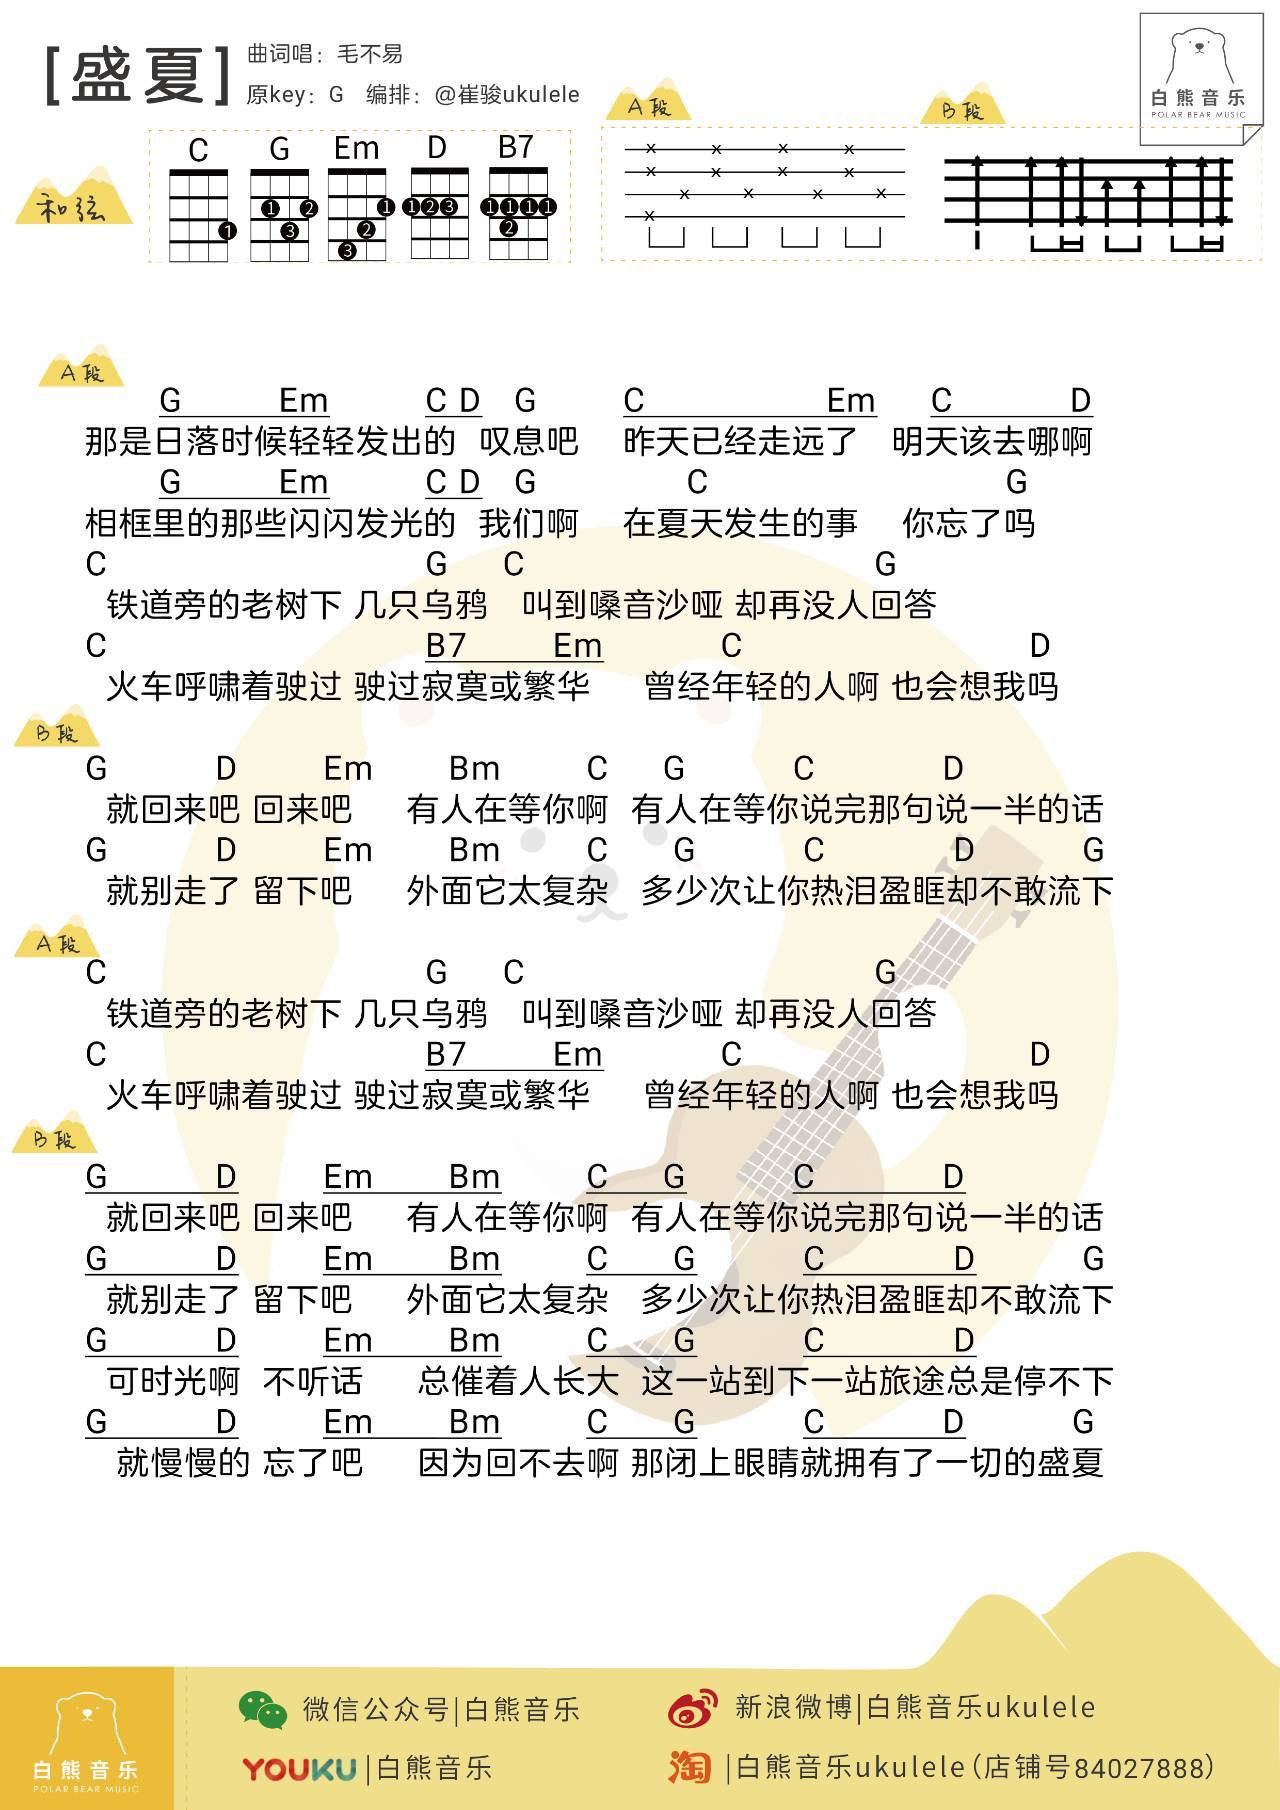 [盛夏]
曲词唱：毛不易
原key：G 编排：@崔骏ukulele
白熊音乐
POLAR BEAR MUSIC
和弦
C G Em D B7
1
1 2 3
1 2 3
1 2 3
1 1 1 1 2
A段
B段
A段
G Em C D G C Em C D
那是日落时候轻轻发出的 叹息吧 昨天已经走远了 明天该去哪啊
G Em C D G C G
相框里的那些闪闪发光的 我们啊 在夏天发生的事 你忘了吗
C G C G
铁道旁的老树下 几只乌鸦 叫到嗓音沙哑 却再没人回答
C B7 Em C D
火车呼啸着驶过 驶过寂寞或繁华 曾经年轻的人啊 也会想我吗
B段
G D Em Bm C G C D
就回来吧 回来吧 有人在等你啊 有人在等你说完那句说一半的话
G D Em Bm C G C D G
就别走了 留下吧 外面它太复杂 多少次让你热泪盈眶却不敢流下
A段
C G C G
铁道旁的老树下 几只乌鸦 叫到嗓音沙哑 却再没人回答
C B7 Em C D
火车呼啸着驶过 驶过寂寞或繁华 曾经年轻的人啊 也会想我吗
B段
G D Em Bm C G C D
就回来吧 回来吧 有人在等你啊 有人在等你说完那句说一半的话
G D Em Bm C G C D G
就别走了 留下吧 外面它太复杂 多少次让你热泪盈眶却不敢流下
G D Em Bm C G C D
可时光啊 不听话 总催着人长大 这一站到下一站旅途总是停不下
G D Em Bm C G C D G
就慢慢的 忘了吧 因为回不去啊 那闭上眼睛就拥有了一切的盛夏
白熊音乐
POLAR BEAR MUSIC
微信公众号|白熊音乐
新浪微博|白熊音乐ukulele
YOUKU |白熊音乐
淘 |白熊音乐ukulele(店铺号84027888)